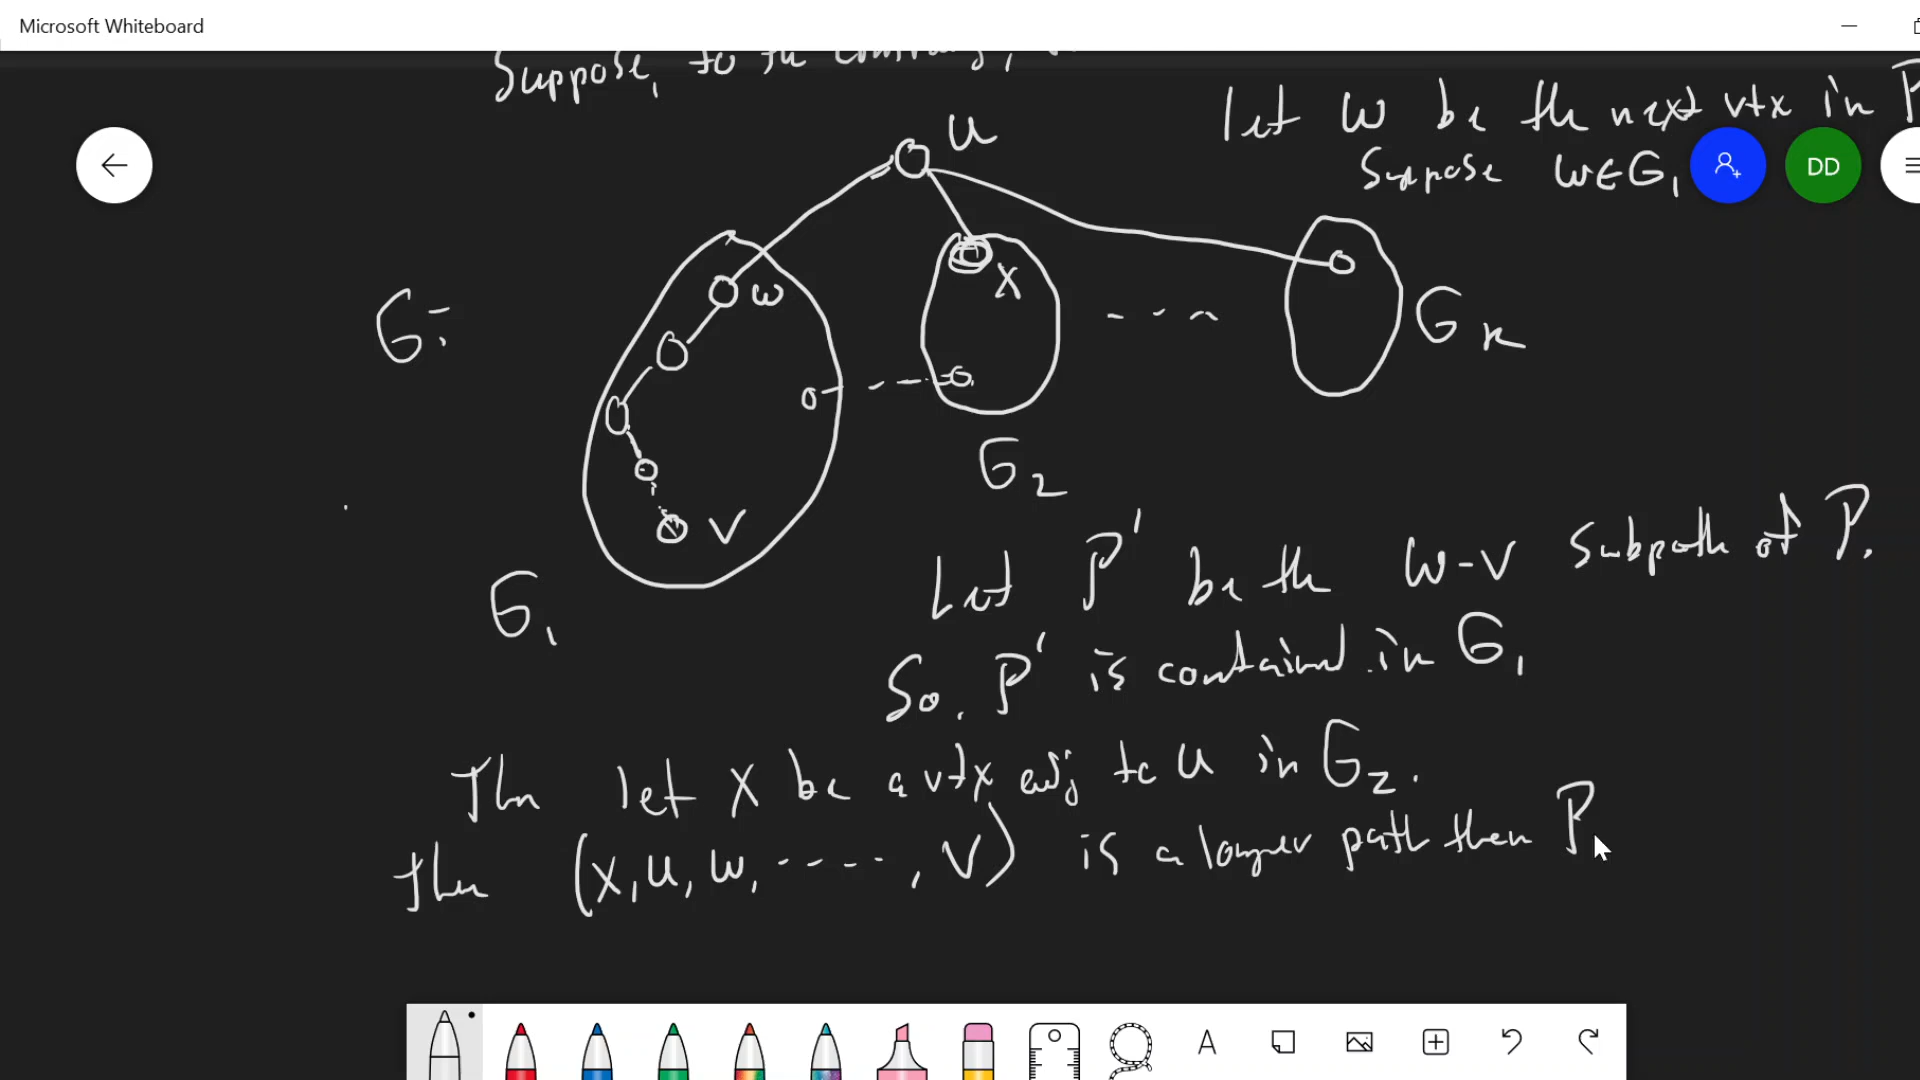 Microsoft Whiteboard
Suppose, to the contrary,
Let w be the next vtx in P
Suppose w∈G1
DD
u
w
x
G:
Gk
v
G2
G1
Let P' be the w-v subpath of P.
So, P' is contained in G1
Then let x be a vtx adj to u in G2.
then (x, u, w, ----, v) is a longer path then P
A